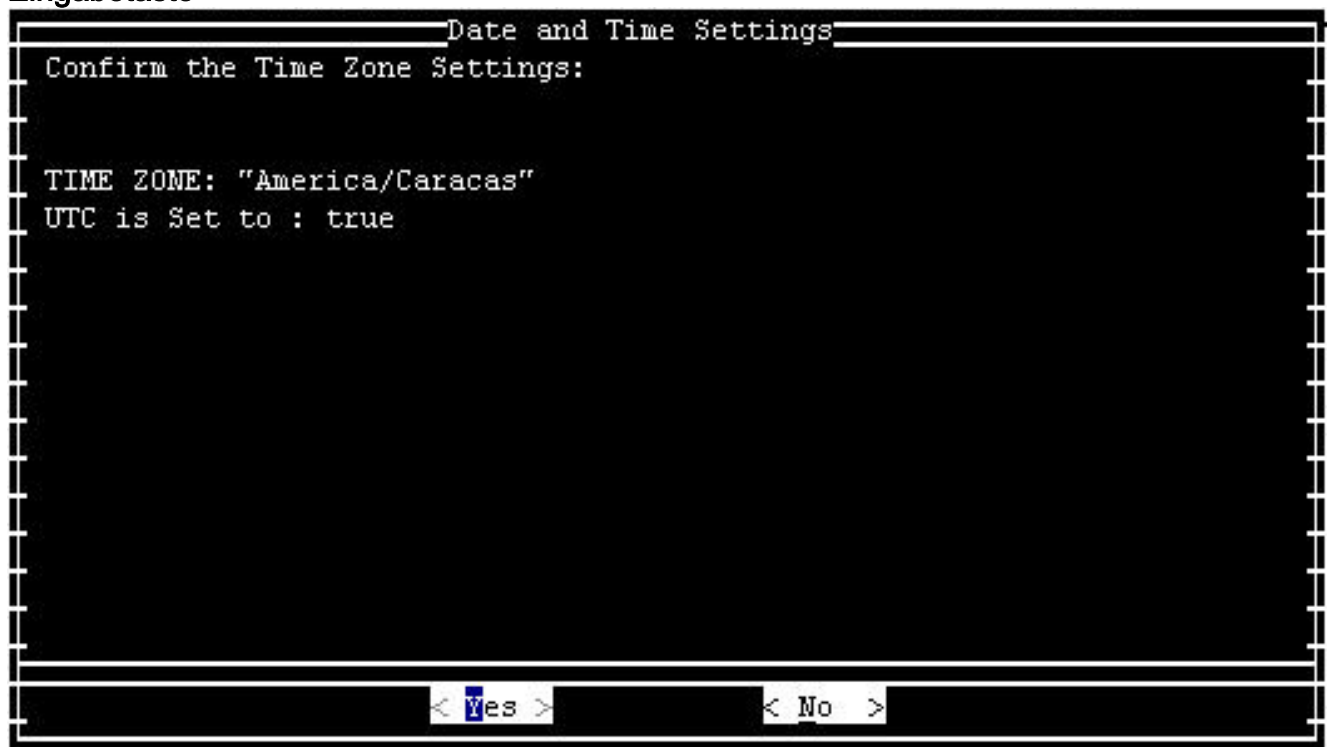 Eingabetaste
Date and Time Settings
Confirm the Time Zone Settings:
TIME ZONE: "America/Caracas"
UTC is Set to : true
< Yes >
< No >